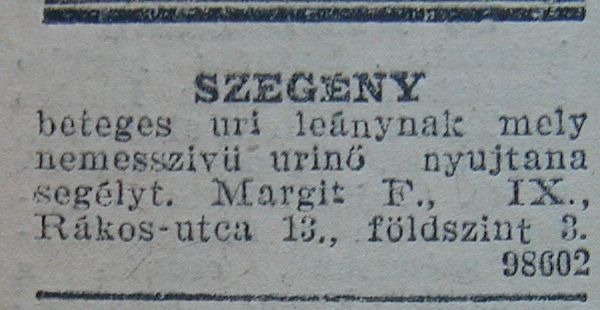 SZEGÉNY
beteges uri leánynak mely
nemesszivü urinő nyujtana
segélyt. Margit F., IX.,
Rákos-utca 13., földszint 3.
98602